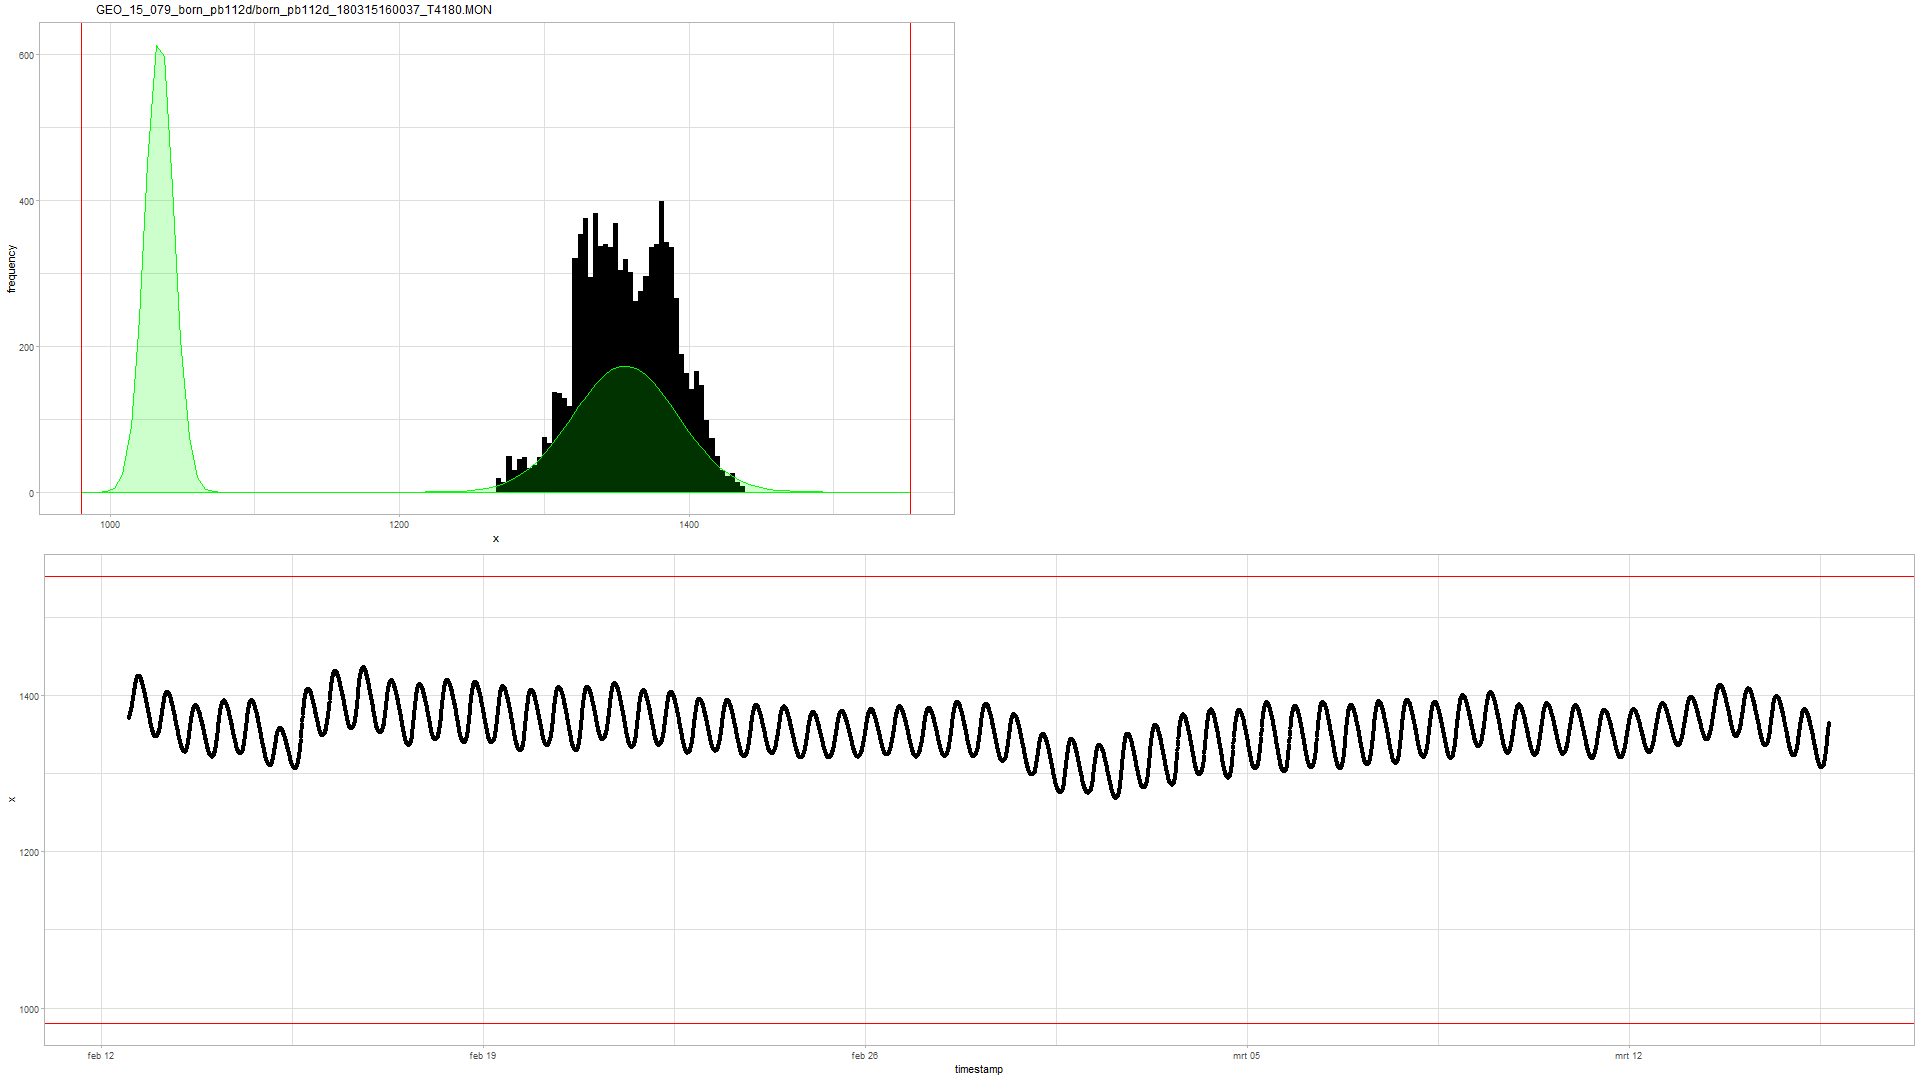 GEO_15_079_born_pb112d/born_pb112d_180315160037_T4180.MON
600
400
200
0
frequency
1000
1200
1400
x
1400
1200
1000
x
feb 12
feb 19
feb 26
mrt 05
mrt 12
timestamp